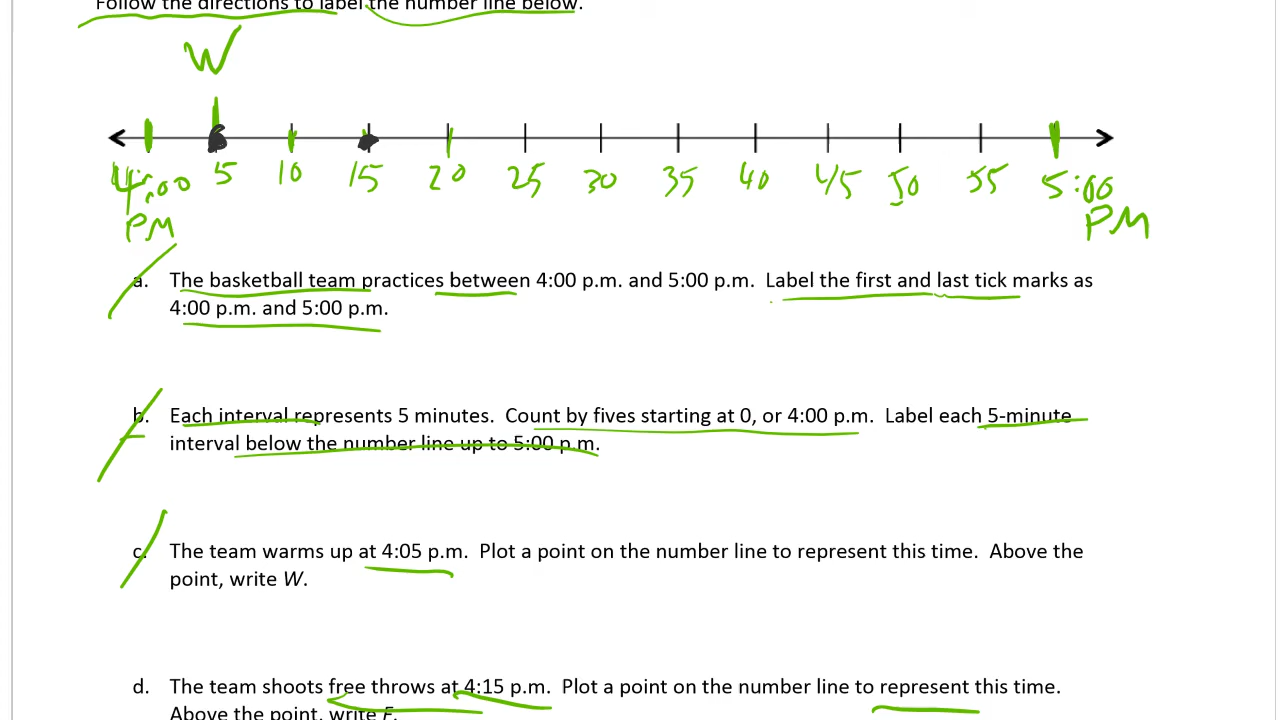 Follow the directions to label the number line below.
W
4:00 5 10 15 20 25 30 35 40 45 50 55 5:00
PM PM
a. The basketball team practices between 4:00 p.m. and 5:00 p.m. Label the first and last tick marks as
4:00 p.m. and 5:00 p.m.
b. Each interval represents 5 minutes. Count by fives starting at 0, or 4:00 p.m. Label each 5-minute
interval below the number line up to 5:00 p.m.
c. The team warms up at 4:05 p.m. Plot a point on the number line to represent this time. Above the
point, write W.
d. The team shoots free throws at 4:15 p.m. Plot a point on the number line to represent this time.
Above the point, write F.